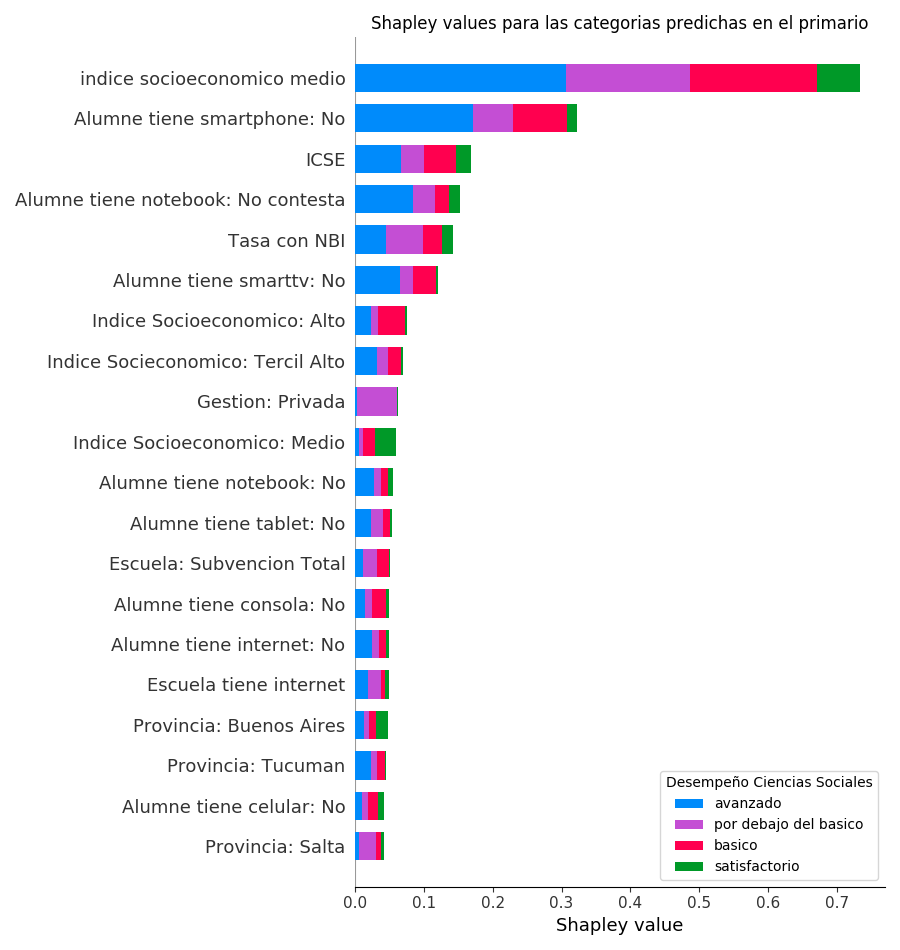 Shapley values para las categorias predichas en el primario
indice socioeconomico medio
Alumne tiene smartphone: No
ICSE
Alumne tiene notebook: No contesta
Tasa con NBI
Alumne tiene smarttv: No
Indice Socioeconomico: Alto
Indice Socieconomico: Tercil Alto
Gestion: Privada
Indice Socioeconomico: Medio
Alumne tiene notebook: No
Alumne tiene tablet: No
Escuela: Subvencion Total
Alumne tiene consola: No
Alumne tiene internet: No
Escuela tiene internet
Provincia: Buenos Aires
Provincia: Tucuman
Alumne tiene celular: No
Provincia: Salta
Desempeño Ciencias Sociales
avanzado
por debajo del basico
basico
satisfactorio
0.0 0.1 0.2 0.3 0.4 0.5 0.6 0.7
Shapley value